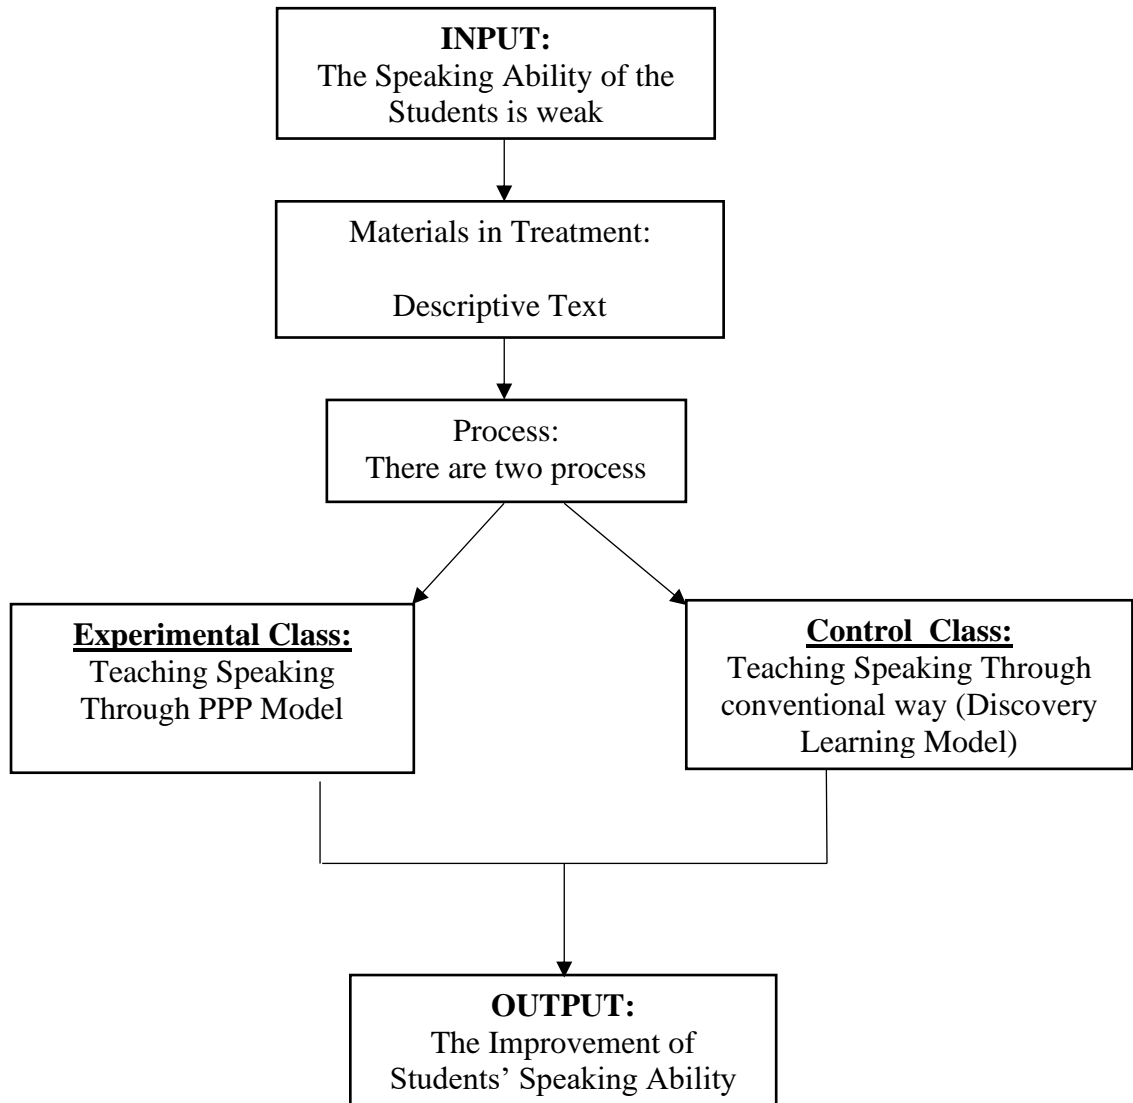 INPUT:
The Speaking Ability of the
Students is weak
Materials in Treatment:
Descriptive Text
Process:
There are two process
Experimental Class:
Teaching Speaking
Through PPP Model
Control  Class:
Teaching Speaking Through
conventional way (Discovery
Learning Model)
OUTPUT:
The Improvement of
Students’ Speaking Ability